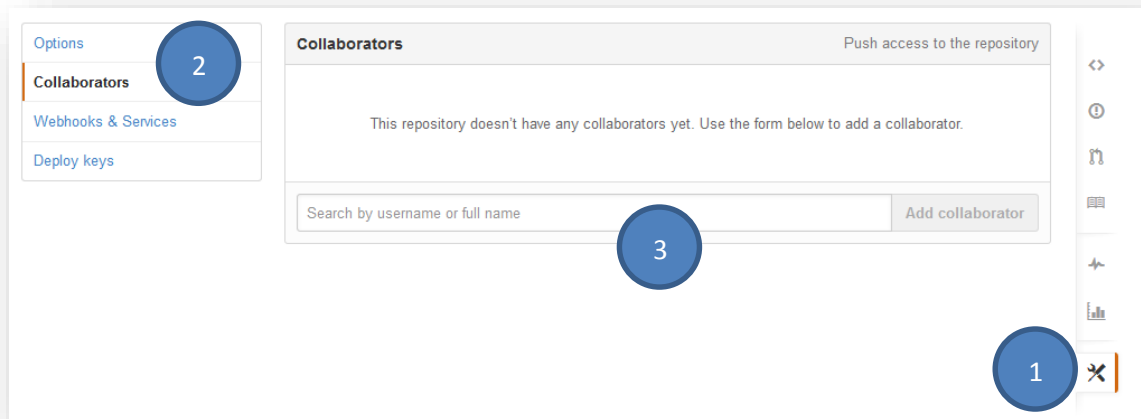 Options
Collaborators
Webhooks & Services
Deploy keys
2
Collaborators Push access to the repository
This repository doesn't have any collaborators yet. Use the form below to add a collaborator.
Search by username or full name Add collaborator
3
1